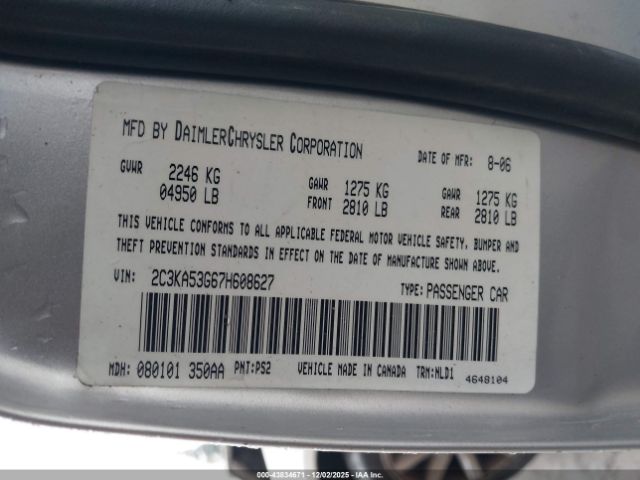 MFD BY DAIMLERCHRYSLER CORPORATION DATE OF MFR: 8-06
GVWR 2246 KG GAWR 1275 KG GAWR 1275 KG
04950 LB FRONT 2810 LB REAR 2810 LB
THIS VEHICLE CONFORMS TO ALL APPLICABLE FEDERAL MOTOR VEHICLE SAFETY, BUMPER AND
THEFT PREVENTION STANDARDS IN EFFECT ON THE DATE OF MANUFACTURE SHOWN ABOVE.
VIN: 2C3KA53G67H608627 TYPE: PASSENGER CAR
MDH: 080101 350AA PNT:PS2 VEHICLE MADE IN CANADA TRM:NLD1
4648104
© 000-43834671 - 12/02/2025 - IAA Inc.